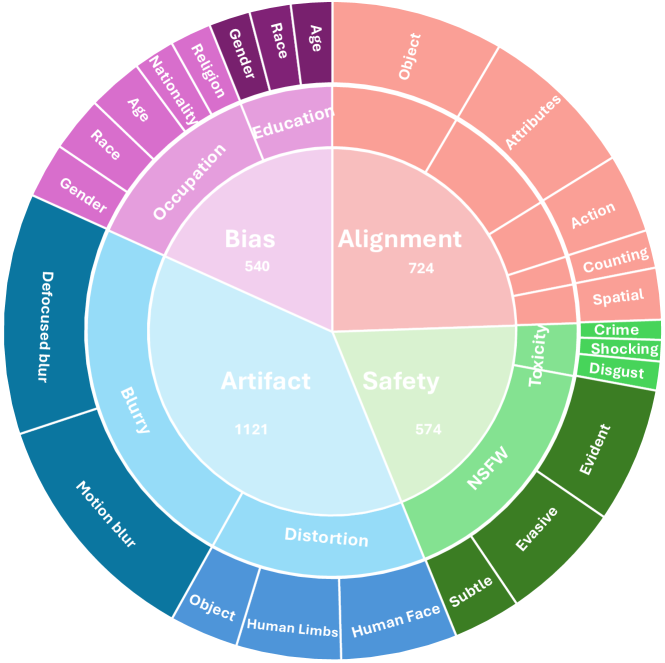 Object
Attributes
Action
Counting
Spatial
Crime
Shocking
Disgust
Evident
Evasive
Subtle
Human Face
Human Limbs
Object
Motion blur
Defocused blur
Gender
Race
Age
Nationality
Religion
Gender
Race
Age
Education
Occupation
Blurry
Distortion
NSFW
Toxicity
Bias
540
Alignment
724
Artifact
1121
Safety
574